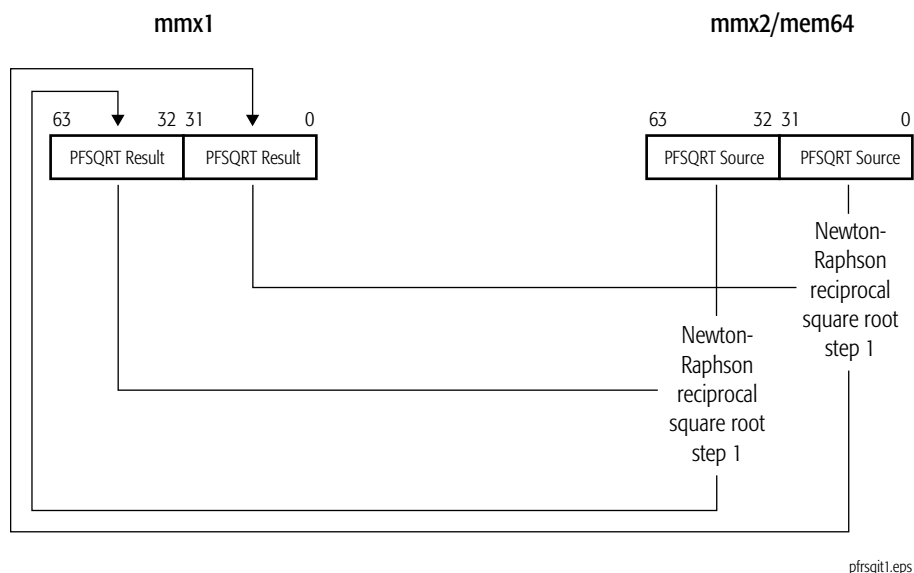 mmx1
mmx2/mem64
63 32 31 0
63 32 31 0
PFSQRT Result PFSQRT Result
PFSQRT Source PFSQRT Source
Newton-
Raphson
reciprocal
square root
step 1
Newton-
Raphson
reciprocal
square root
step 1
pfrsqit1.eps